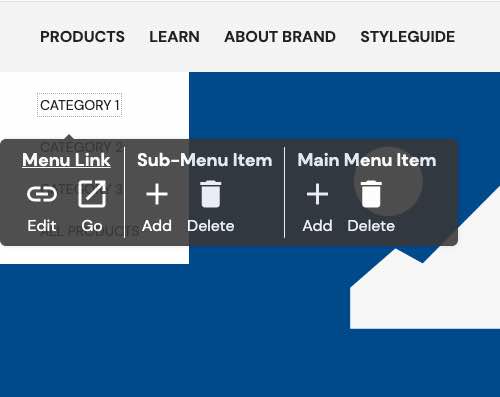 PRODUCTS LEARN ABOUT BRAND STYLEGUIDE
CATEGORY 1
CATEGORY 2
Menu Link Sub-Menu Item Main Menu Item
CATEGORY 3
Edit Go Add Delete Add Delete
ALL PRODUCTS